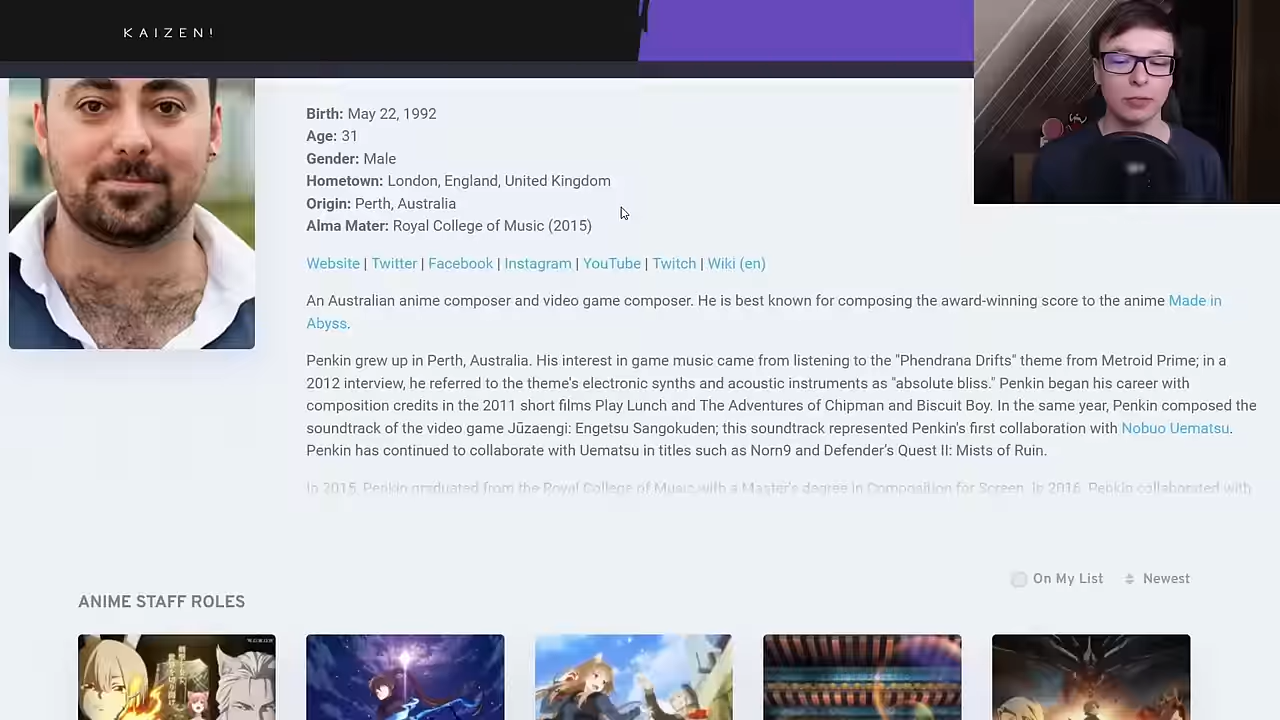 KAIZEN!
Birth: May 22, 1992
Age: 31
Gender: Male
Hometown: London, England, United Kingdom
Origin: Perth, Australia
Alma Mater: Royal College of Music (2015)
Website | Twitter | Facebook | Instagram | YouTube | Twitch | Wiki (en)
An Australian anime composer and video game composer. He is best known for composing the award-winning score to the anime Made in
Abyss.
Penkin grew up in Perth, Australia. His interest in game music came from listening to the "Phendrana Drifts" theme from Metroid Prime; in a
2012 interview, he referred to the theme's electronic synths and acoustic instruments as "absolute bliss." Penkin began his career with
composition credits in the 2011 short films Play Lunch and The Adventures of Chipman and Biscuit Boy. In the same year, Penkin composed the
soundtrack of the video game Jūzaengi: Engetsu Sangokuden; this soundtrack represented Penkin's first collaboration with Nobuo Uematsu.
Penkin has continued to collaborate with Uematsu in titles such as Norn9 and Defender’s Quest II: Mists of Ruin.
In 2015, Penkin graduated from the Royal College of Music with a Master's degree in Composition for Screen. In 2016, Penkin collaborated with
On My List
Newest
ANIME STAFF ROLES